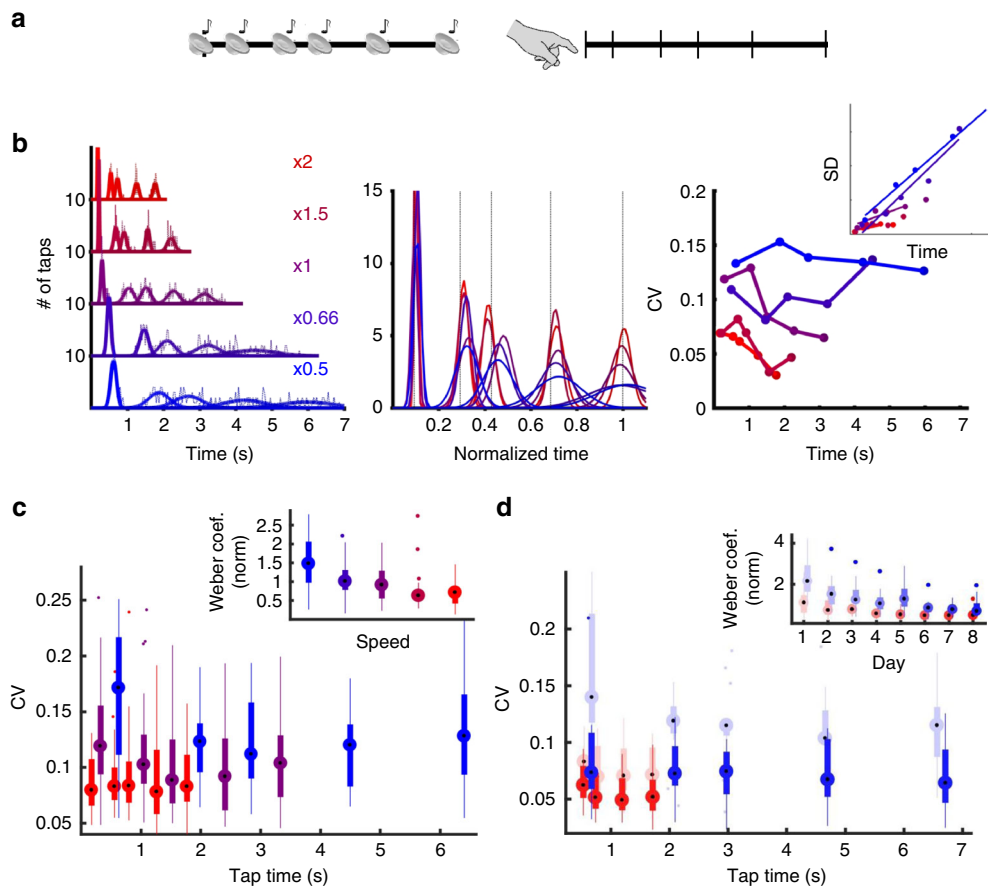 a
b
# of taps
10
10
10
10
x2
x1.5
x1
x0.66
x0.5
1 2 3 4 5 6 7
Time (s)
15
10
5
0
0.2 0.4 0.6 0.8 1
Normalized time
CV
0.2
0.15
0.1
0.05
0
1 2 3 4 5 6 7
Time (s)
SD
Time
c
CV
0.25
0.2
0.15
0.1
0.05
1 2 3 4 5 6
Tap time (s)
Weber coef.
(norm)
2.5
2
1.5
1
0.5
Speed
d
CV
0.2
0.15
0.1
0.05
1 2 3 4 5 6 7
Tap time (s)
Weber coef.
(norm)
4
2
1 2 3 4 5 6 7 8
Day